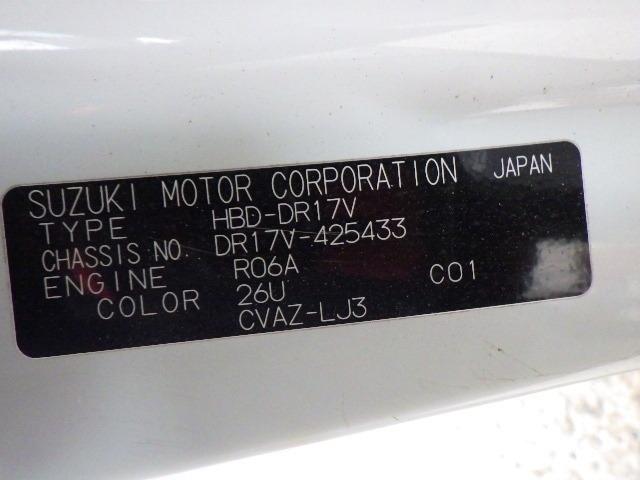 SUZUKI MOTOR CORPORATION JAPAN
TYPE HBD-DR17V
CHASSIS NO. DR17V-425433
ENGINE R06A C01
COLOR 26U
CVAZ-LJ3